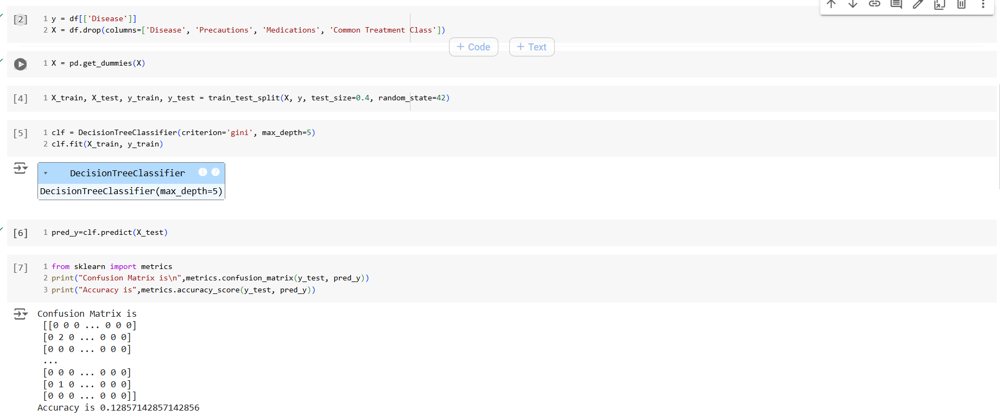 [2]
1 y = df[['Disease']]
2 X = df.drop(columns=['Disease', 'Precautions', 'Medications', 'Common Treatment Class'])
+ Code + Text
1 X = pd.get_dummies(X)
[4]
1 X_train, X_test, y_train, y_test = train_test_split(X, y, test_size=0.4, random_state=42)
[5]
1 clf = DecisionTreeClassifier(criterion='gini', max_depth=5)
2 clf.fit(X_train, y_train)
▾ DecisionTreeClassifier i ?
DecisionTreeClassifier(max_depth=5)
[6]
1 pred_y=clf.predict(X_test)
[7]
1 from sklearn import metrics
2 print("Confusion Matrix is\n",metrics.confusion_matrix(y_test, pred_y))
3 print("Accuracy is",metrics.accuracy_score(y_test, pred_y))
Confusion Matrix is
[[0 0 0 ... 0 0 0]
[0 2 0 ... 0 0 0]
[0 0 0 ... 0 0 0]
...
[0 0 0 ... 0 0 0]
[0 1 0 ... 0 0 0]
[0 0 0 ... 0 0 0]]
Accuracy is 0.12857142857142856